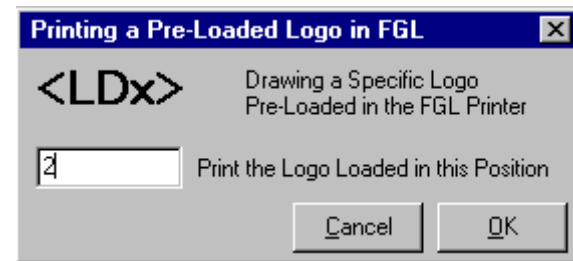 Printing a Pre-Loaded Logo in FGL
<LDx>
Drawing a Specific Logo
Pre-Loaded in the FGL Printer
2
Print the Logo Loaded in this Position
Cancel
OK